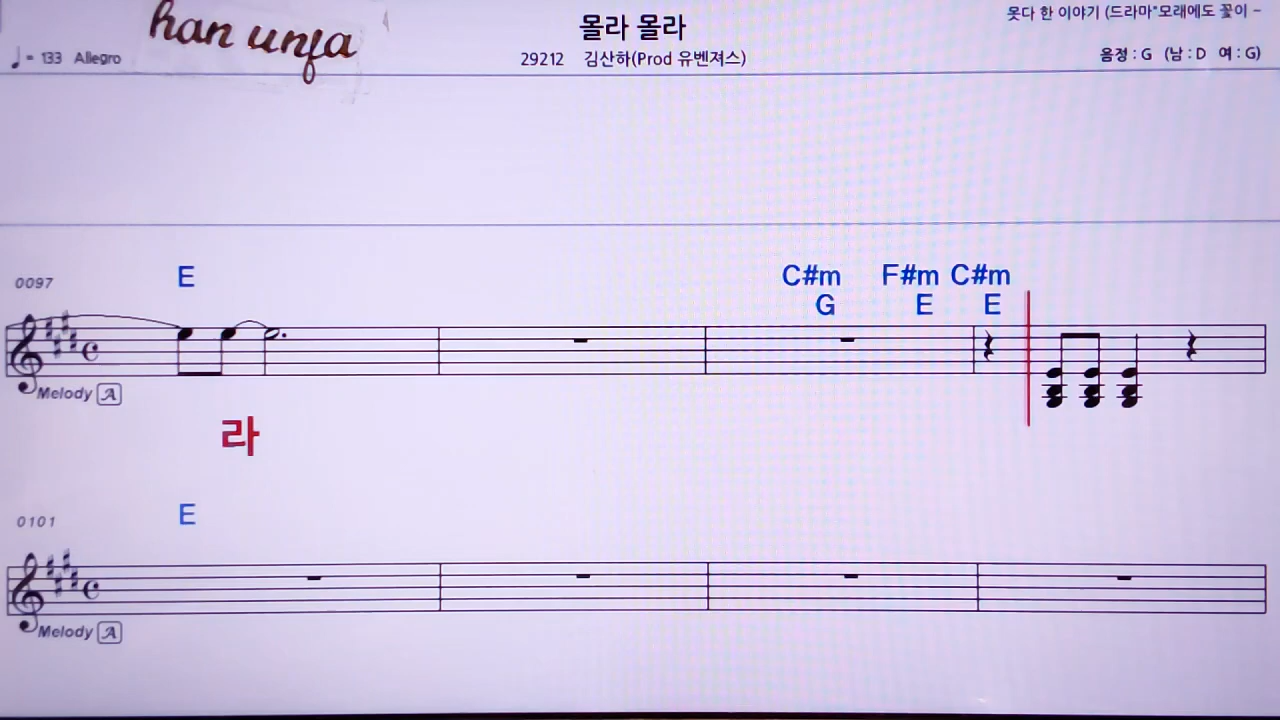 han unja
몰라 몰라
못다 한 이야기 (드라마"모래에도 꽃이 -
♩= 133 Allegro
29212 김산하(Prod 유벤져스)
음정 : G (남 : D 여 : G)
0097
E
C#m F#m C#m
G E E
Melody A
라
0101
E
Melody A